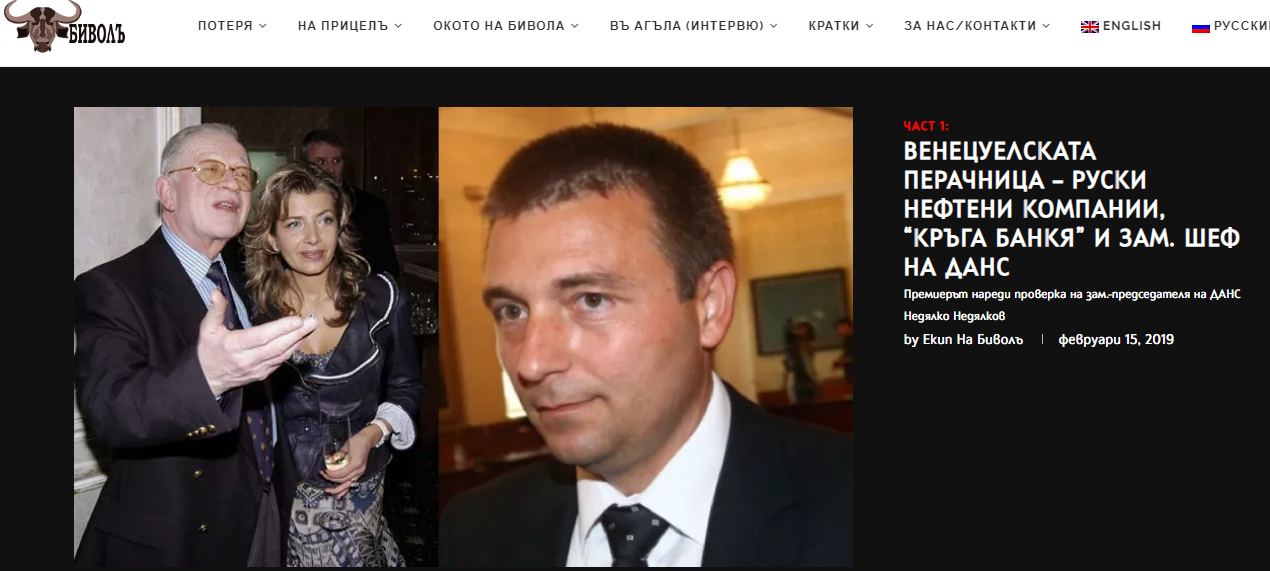 БИВОЛЪ
ПОТЕРЯ
НА ПРИЦЕЛЪ
ОКОТО НА БИВОЛА
ВЪ АГЪЛА (ИНТЕРВЮ)
КРАТКИ
ЗА НАС/КОНТАКТИ
ENGLISH
РУССКИ
ЧАСТ 1:
ВЕНЕЦУЕЛСКАТА
ПЕРАЧНИЦА – РУСКИ
НЕФТЕНИ КОМПАНИИ,
“КРЪГА БАНКЯ” И ЗАМ. ШЕФ
НА ДАНС
Премиерът нареди проверка на зам.-председателя на ДАНС
Недялко Недялков
by Екип На Биволъ | февруари 15, 2019